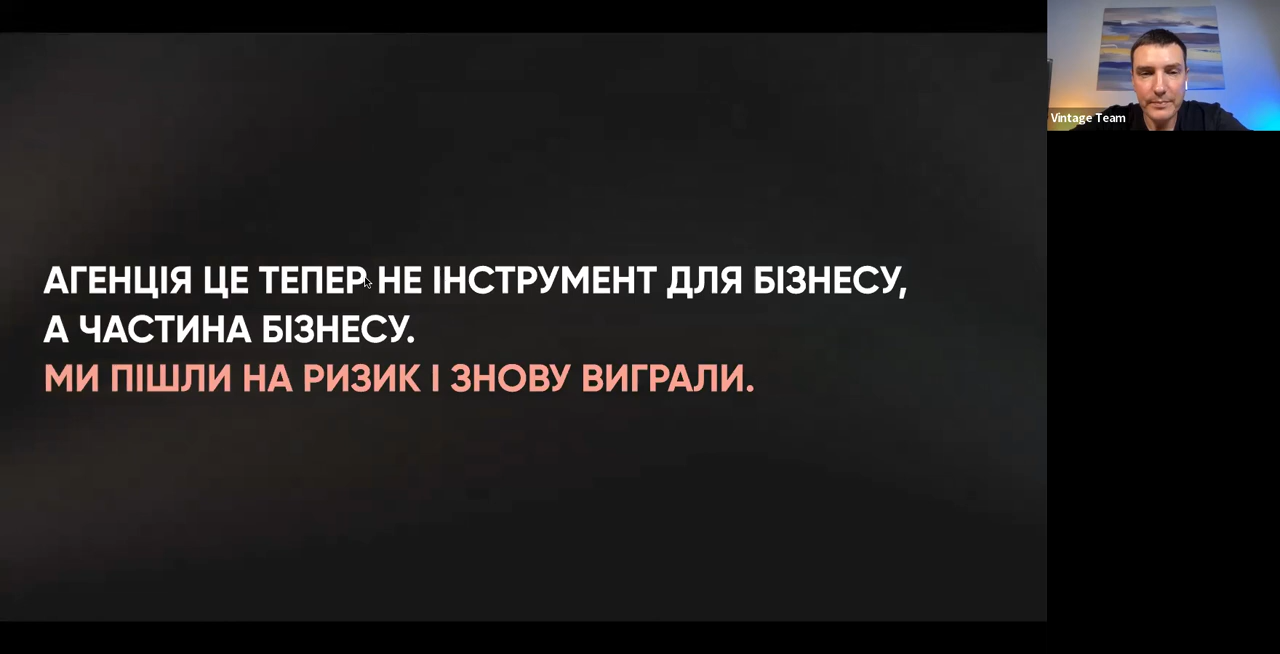 АГЕНЦІЯ ЦЕ ТЕПЕР НЕ ІНСТРУМЕНТ ДЛЯ БІЗНЕСУ,
А ЧАСТИНА БІЗНЕСУ.
МИ ПІШЛИ НА РИЗИК І ЗНОВУ ВИГРАЛИ.
Vintage Team